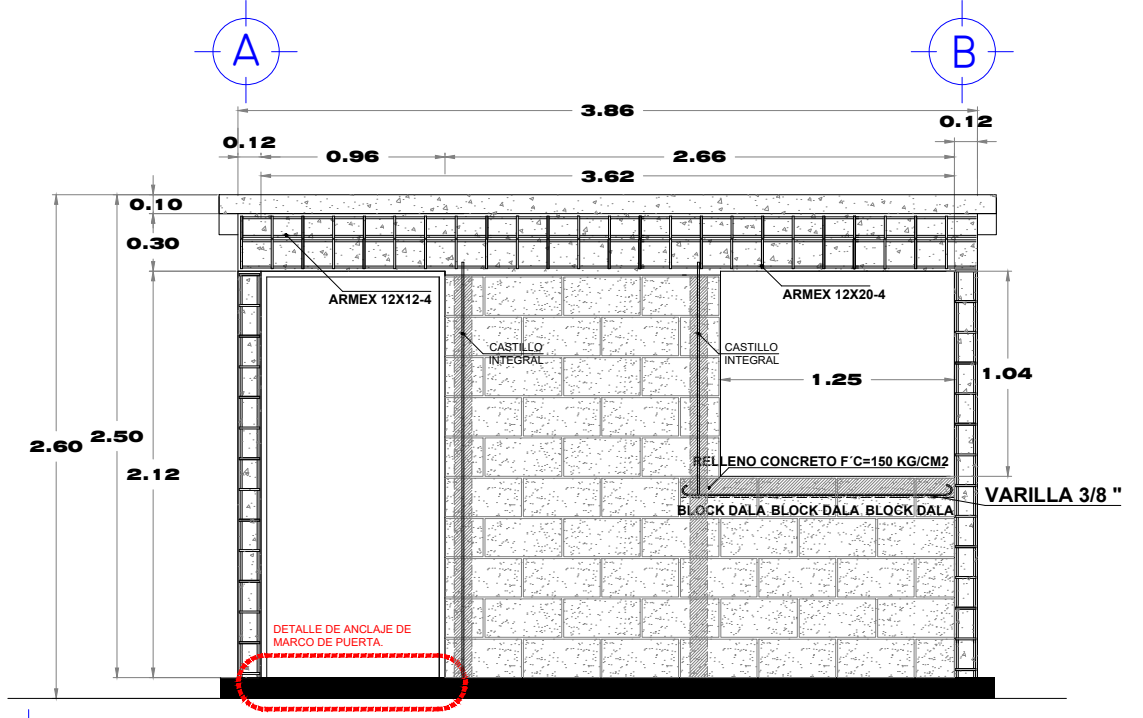 A
B
3.86
0.12
0.12
0.96
2.66
3.62
0.10
0.30
ARMEX 12X12-4
ARMEX 12X20-4
CASTILLO
INTEGRAL
CASTILLO
INTEGRAL
1.25
1.04
2.60
2.50
2.12
RELLENO CONCRETO F´C=150 KG/CM2
VARILLA 3/8 "
BLOCK DALA BLOCK DALA BLOCK DALA
DETALLE DE ANCLAJE DE
MARCO DE PUERTA.